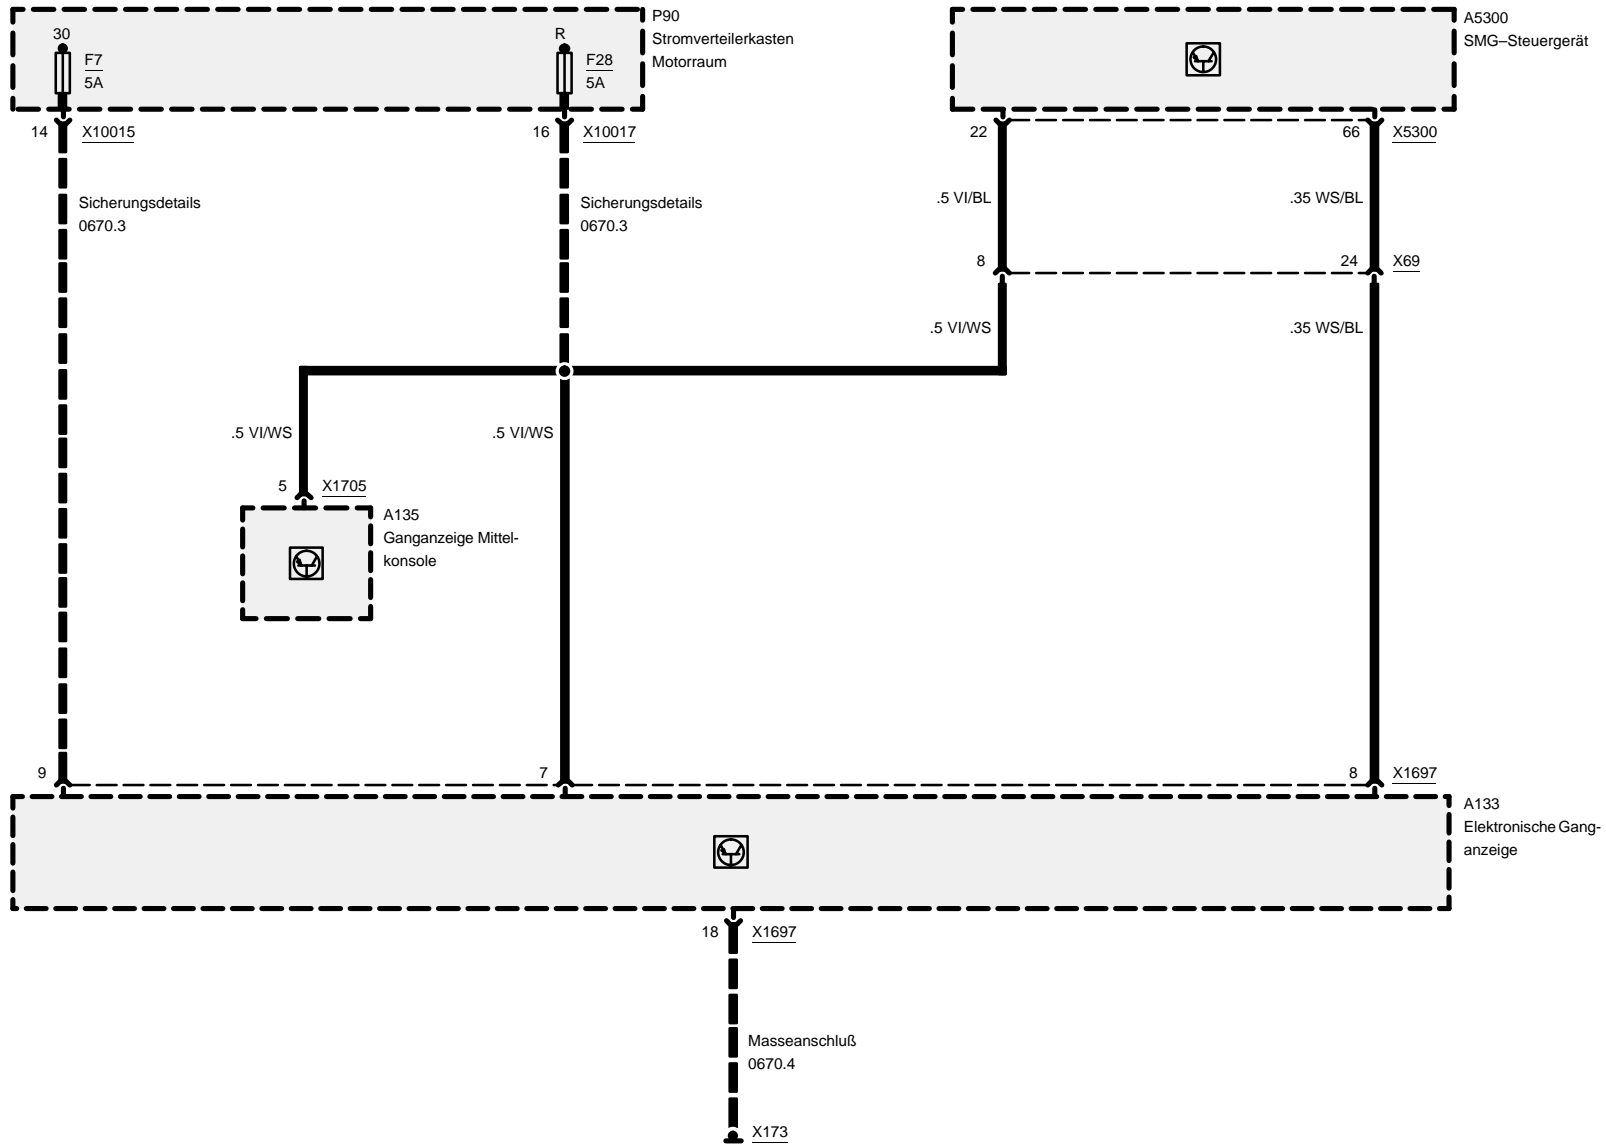 P90
Stromverteilerkasten
Motorraum
30
F7
5A
R
F28
5A
A5300
SMG–Steuergerät
14
X10015
16
X10017
22
66
X5300
Sicherungsdetails
0670.3
Sicherungsdetails
0670.3
.5 VI/BL
.35 WS/BL
8
24
X69
.5 VI/WS
.35 WS/BL
.5 VI/WS
.5 VI/WS
5
X1705
A135
Ganganzeige Mittel-
konsole
9
7
8
X1697
A133
Elektronische Gang-
anzeige
18
X1697
Masseanschluß
0670.4
X173